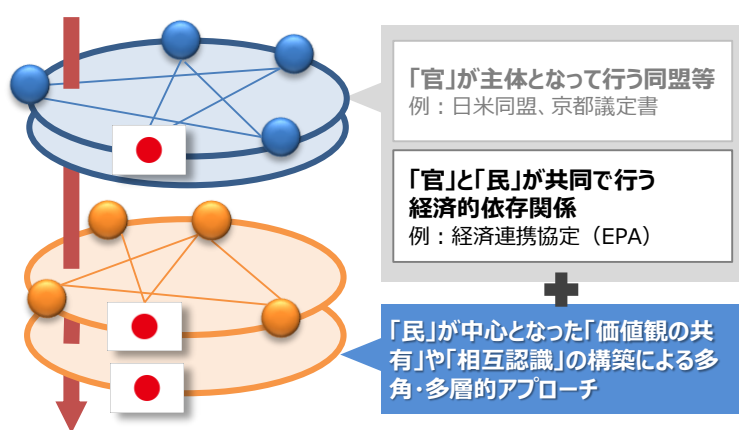 「官」が主体となって行う同盟等
例：日米同盟、京都議定書
「官」と「民」が共同で行う
経済的依存関係
例：経済連携協定（EPA）
「民」が中心となった「価値観の共
有」や「相互認識」の構築による多
角・多層的アプローチ